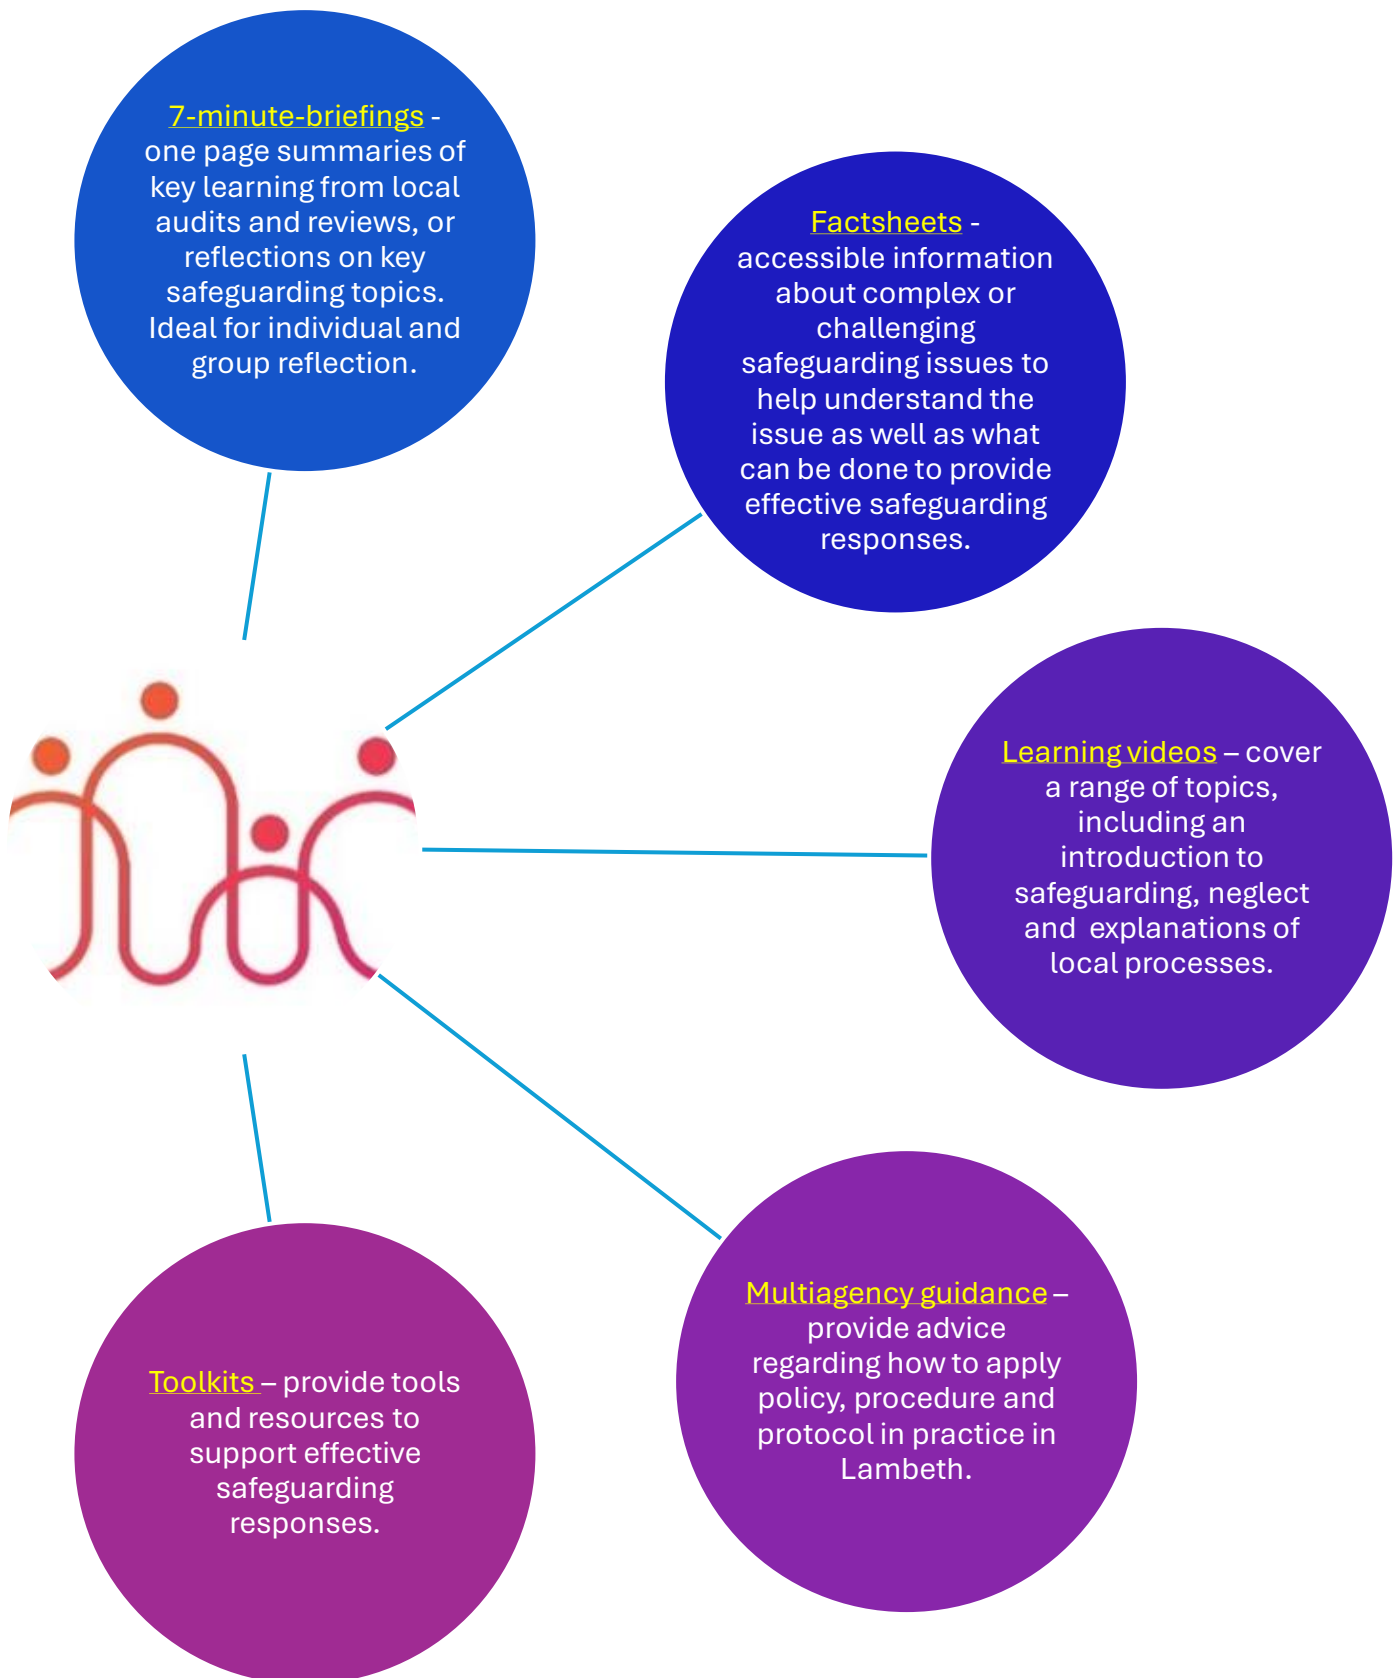 7-minute-briefings -
one page summaries of
key learning from local
audits and reviews, or
reflections on key
safeguarding topics.
Ideal for individual and
group reflection.
Factsheets -
accessible information
about complex or
challenging
safeguarding issues to
help understand the
issue as well as what
can be done to provide
effective safeguarding
responses.
Learning videos – cover
a range of topics,
including an
introduction to
safeguarding, neglect
and  explanations of
local processes.
Multiagency guidance –
provide advice
regarding how to apply
policy, procedure and
protocol in practice in
Lambeth.
Toolkits – provide tools
and resources to
support effective
safeguarding
responses.